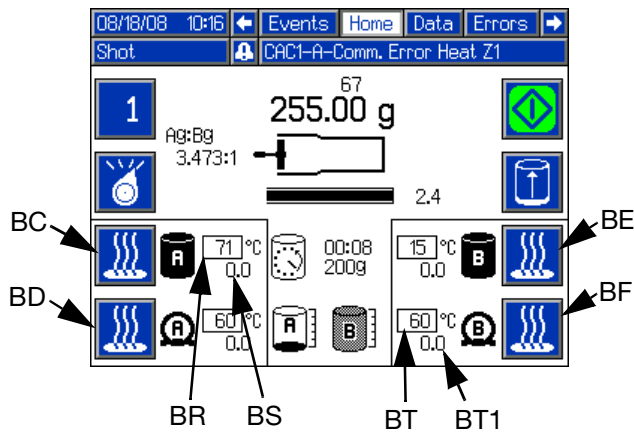 08/18/08 10:16 Events Home Data Errors
Shot CAC1-A-Comm. Error Heat Z1
67
1 255.00 g
Ag:Bg
3.473:1
2.4
BC BE
A 71 °C 00:08 15 °C B
0.0 200g 0.0
BD BF
A 60 °C A B 60 °C B
0.0 0.0
BR BS BT BT1